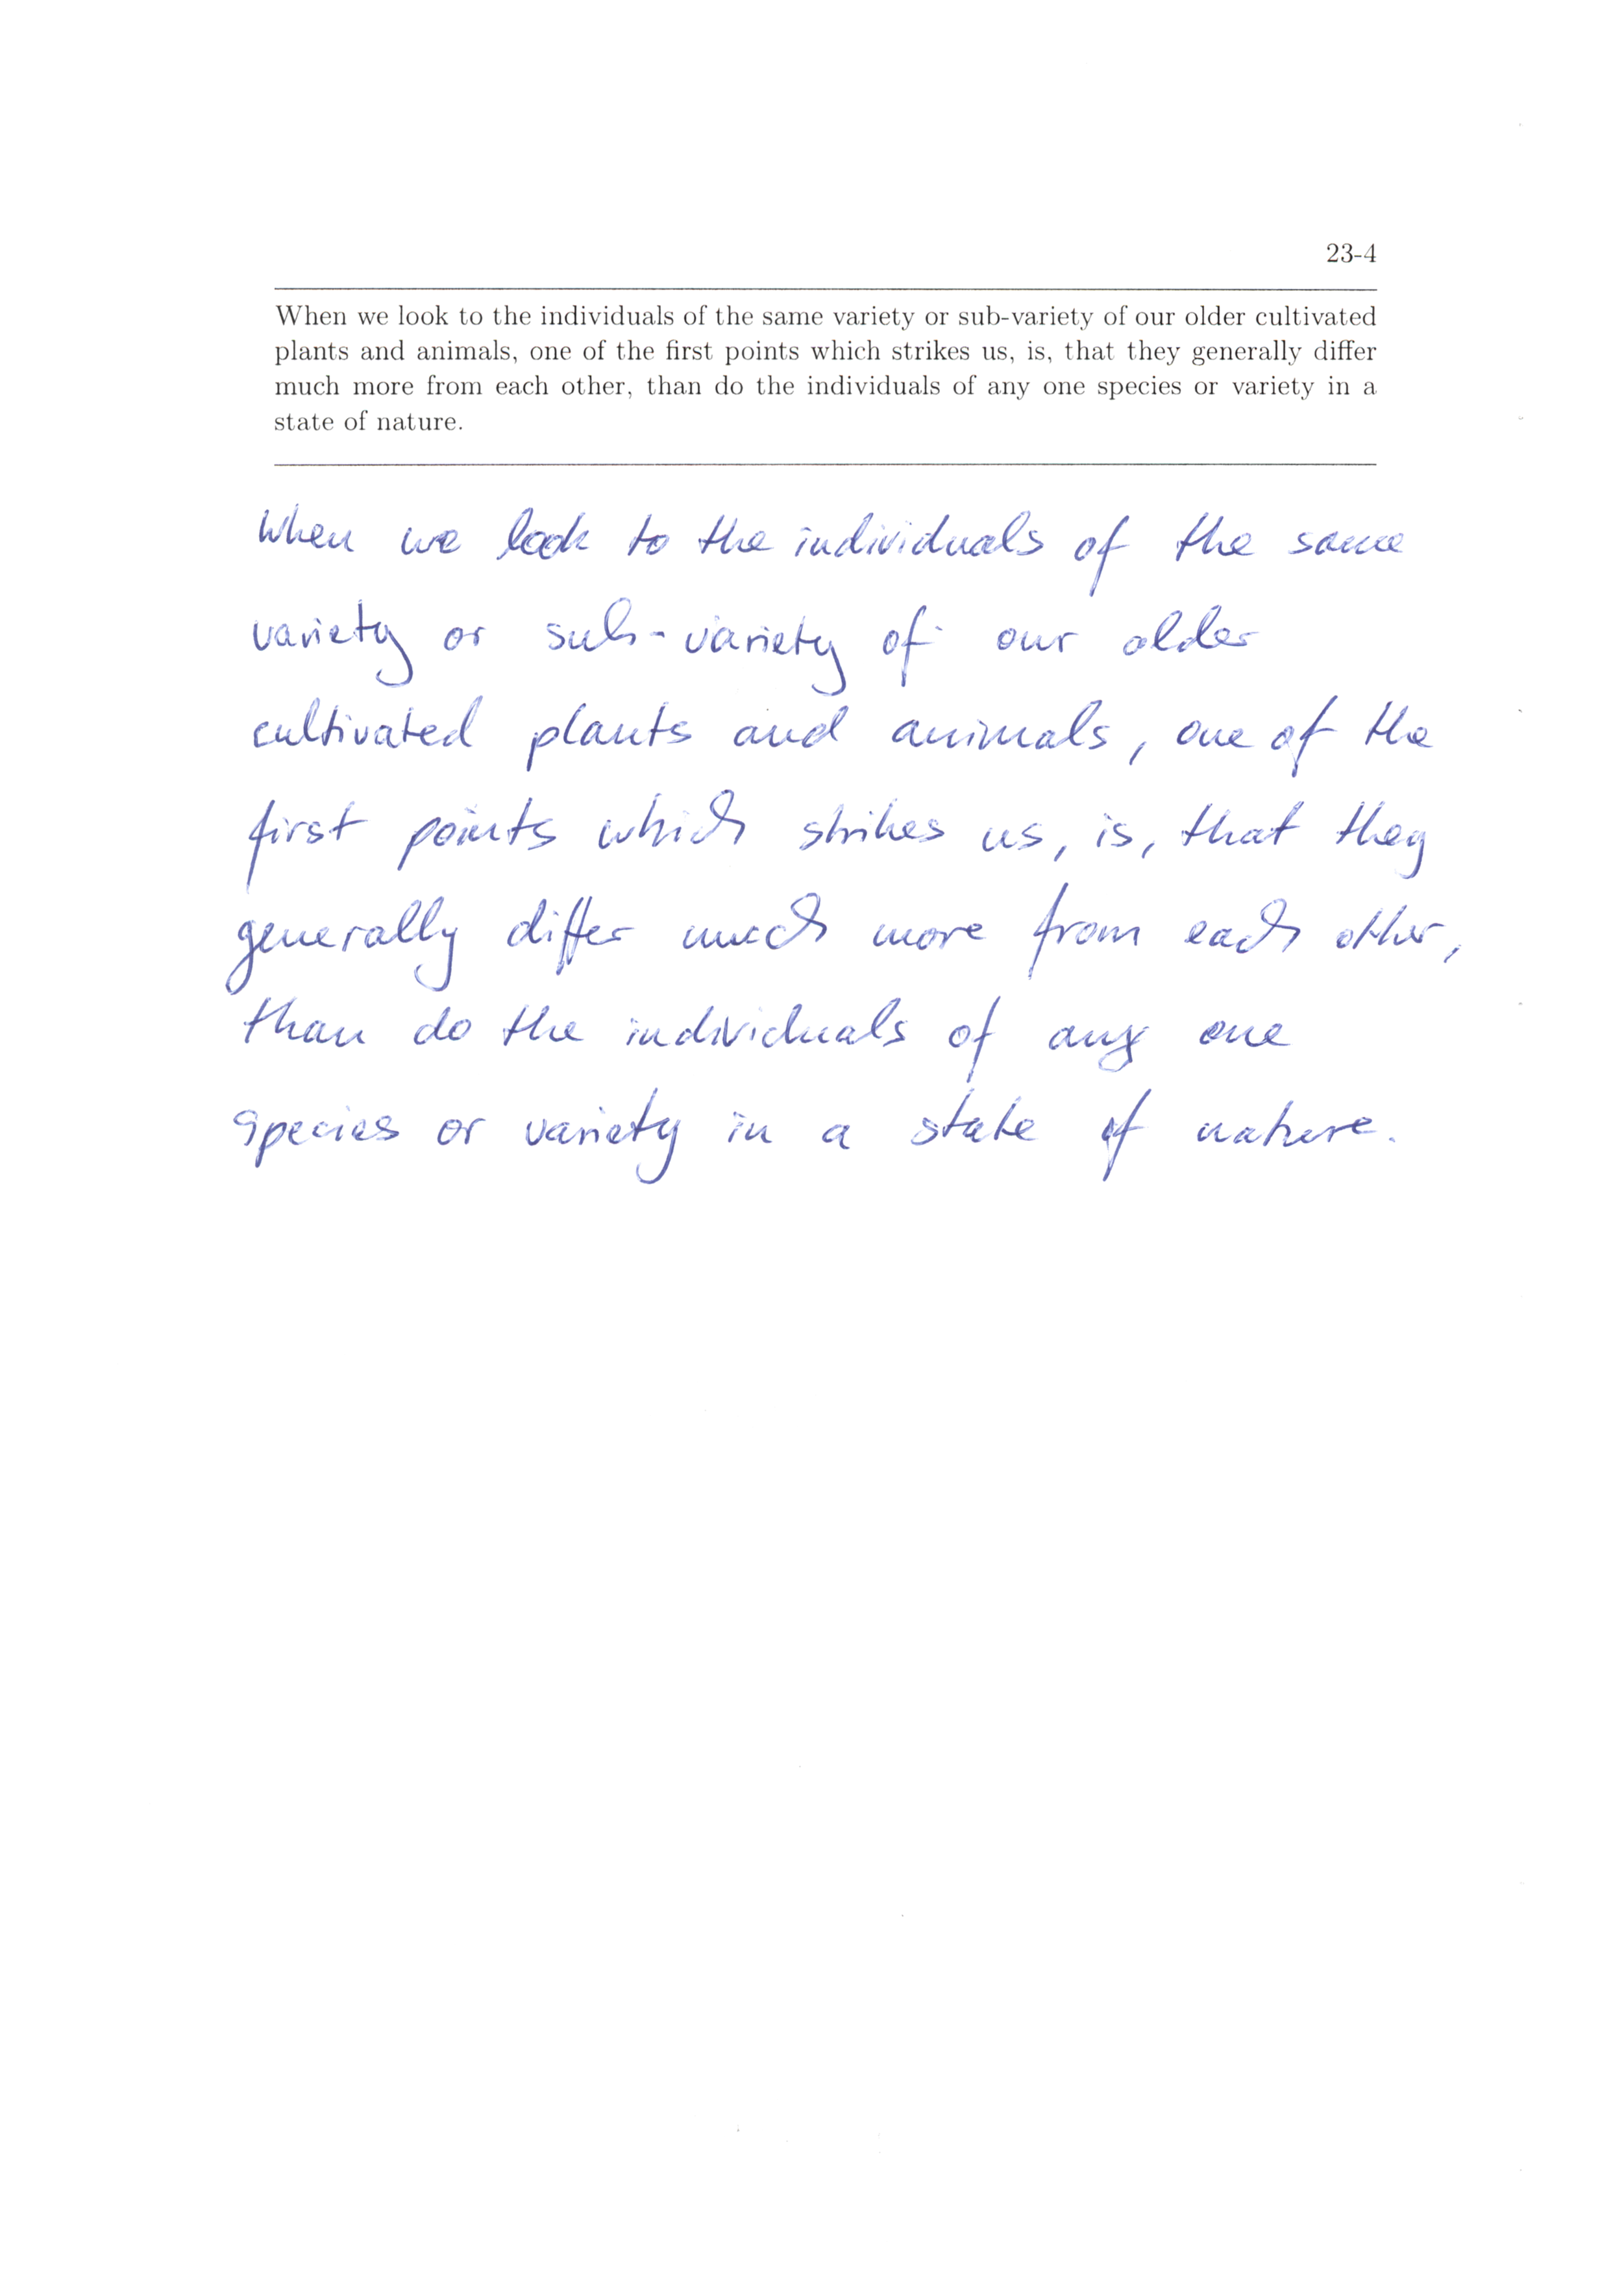 23-4
When we look to the individuals of the same variety or sub-variety of our older cultivated
plants and animals, one of the first points which strikes us, is, that they generally differ
much more from each other, than do the individuals of any one species or variety in a
state of nature.
When we look to the individuals of the same
variety or sub-variety of our older
cultivated plants and animals, one of the
first points which strikes us, is, that they
generally differ much more from each other,
than do the individuals of any one
species or variety in a state of nature.